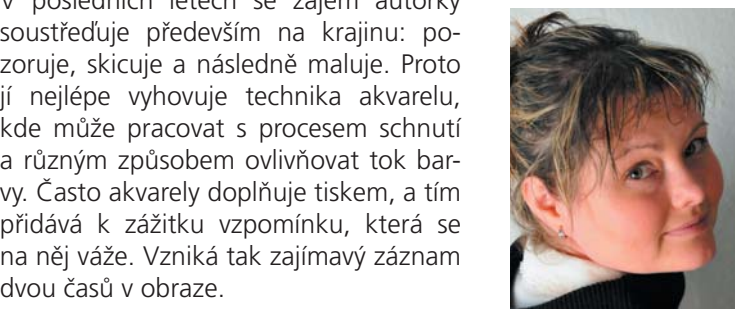 V posledních letech se zájem autorky
soustřeďuje především na krajinu: po-
zoruje, skicuje a následně maluje. Proto
jí nejlépe vyhovuje technika akvarelu,
kde může pracovat s procesem schnutí
a různým způsobem ovlivňovat tok bar-
vy. Často akvarely doplňuje tiskem, a tím
přidává k zážitku vzpomínku, která se
na něj váže. Vzniká tak zajímavý záznam
dvou časů v obraze.